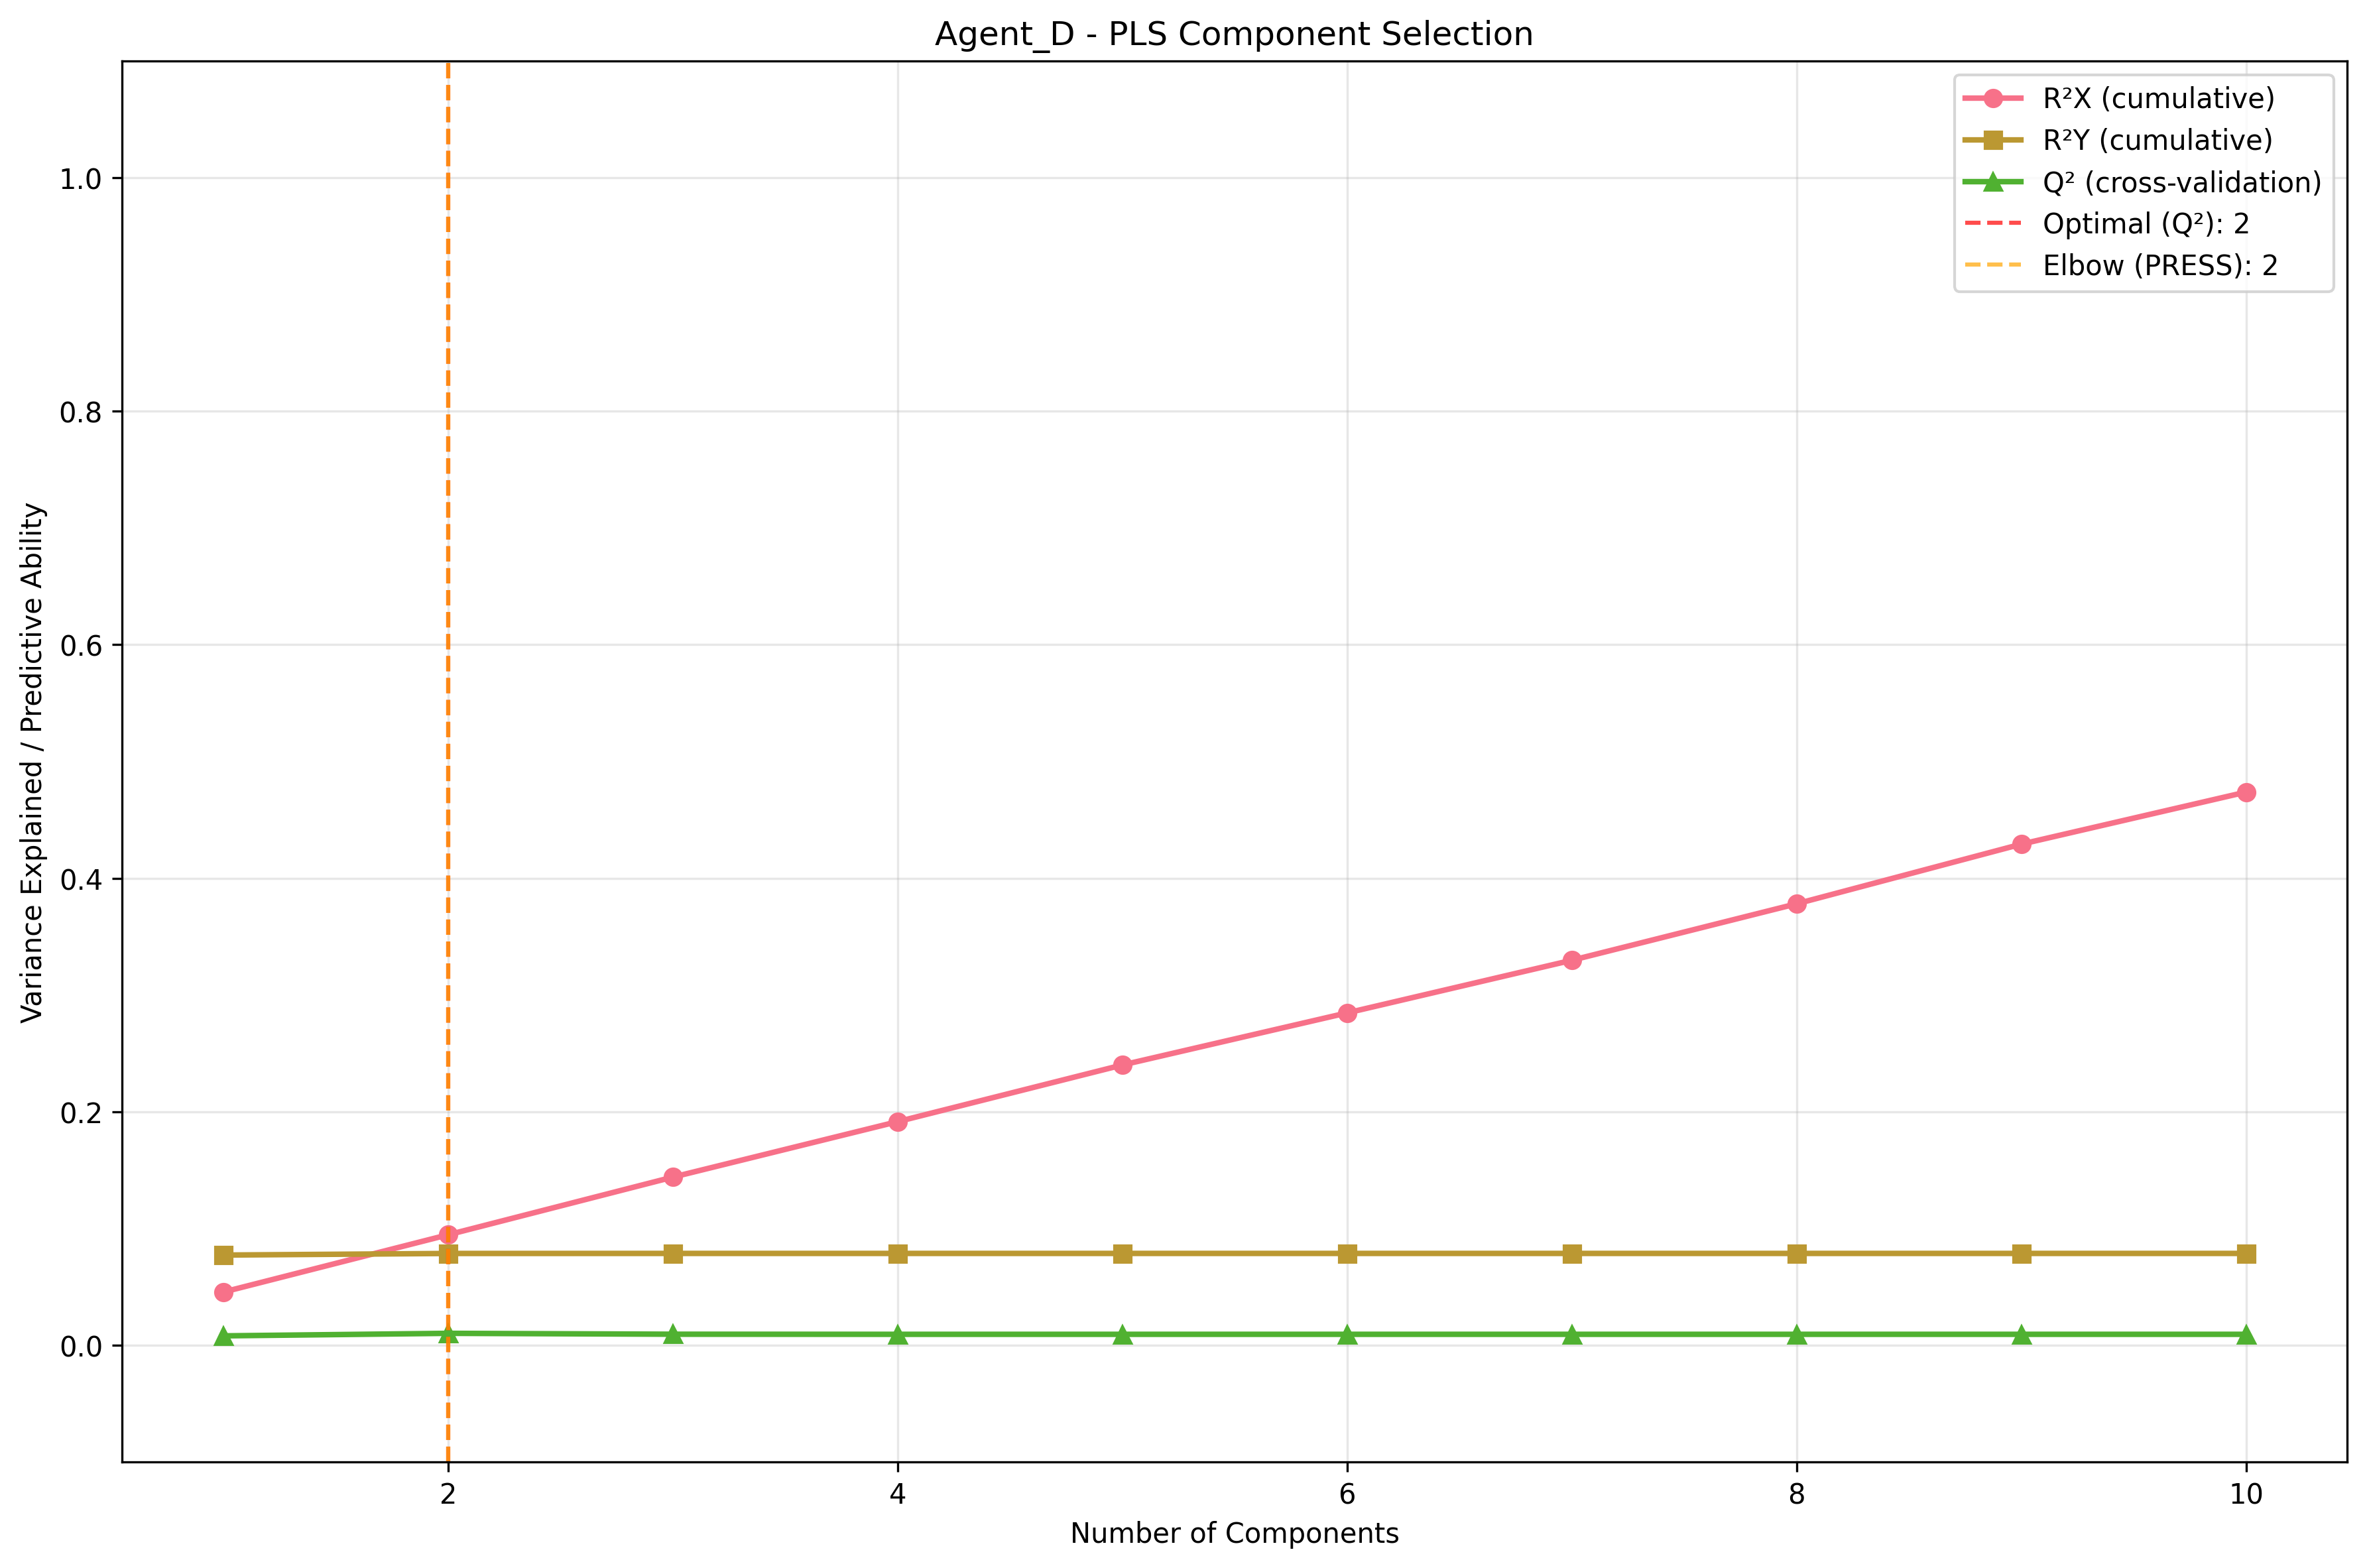 Agent_D - PLS Component Selection
R²X (cumulative)
R²Y (cumulative)
Q² (cross-validation)
Optimal (Q²): 2
Elbow (PRESS): 2
Variance Explained / Predictive Ability
1.0
0.8
0.6
0.4
0.2
0.0
2
4
6
8
10
Number of Components